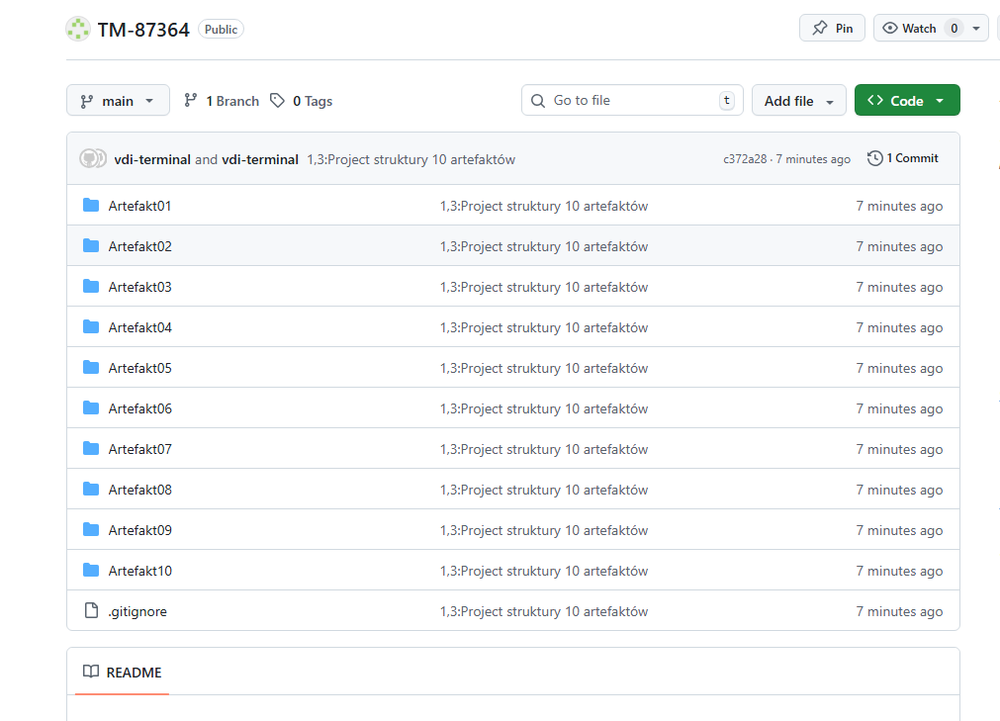 TM-87364 Public Pin Watch 0
main 1 Branch 0 Tags Go to file t Add file Code
vdi-terminal and vdi-terminal 1,3:Project struktury 10 artefaktów c372a28 · 7 minutes ago 1 Commit
Artefakt01 1,3:Project struktury 10 artefaktów 7 minutes ago
Artefakt02 1,3:Project struktury 10 artefaktów 7 minutes ago
Artefakt03 1,3:Project struktury 10 artefaktów 7 minutes ago
Artefakt04 1,3:Project struktury 10 artefaktów 7 minutes ago
Artefakt05 1,3:Project struktury 10 artefaktów 7 minutes ago
Artefakt06 1,3:Project struktury 10 artefaktów 7 minutes ago
Artefakt07 1,3:Project struktury 10 artefaktów 7 minutes ago
Artefakt08 1,3:Project struktury 10 artefaktów 7 minutes ago
Artefakt09 1,3:Project struktury 10 artefaktów 7 minutes ago
Artefakt10 1,3:Project struktury 10 artefaktów 7 minutes ago
.gitignore 1,3:Project struktury 10 artefaktów 7 minutes ago
README